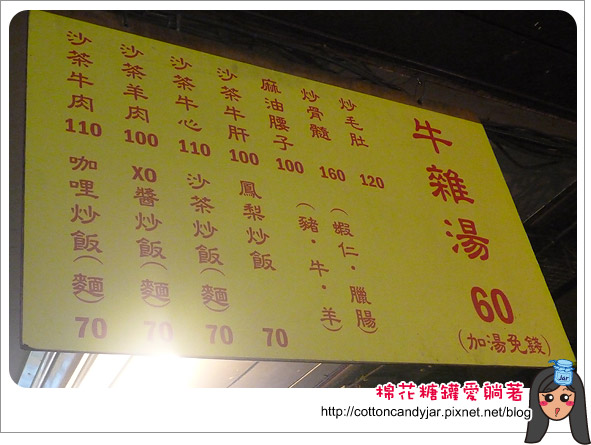 牛雜湯 60
(加湯免錢)
炒毛肚 120
炒骨髓 160
麻油腰子 100
沙茶牛肝 100
沙茶牛心 110
沙茶羊肉 100
沙茶牛肉 110
(蝦仁·臘腸)
(豬·牛·羊)
鳳梨炒飯 70
沙茶炒飯(麵) 70
XO醬炒飯(麵) 70
咖哩炒飯(麵) 70
棉花糖罐愛躺著
http://cottoncandyjar.pixnet.net/blog
Jar